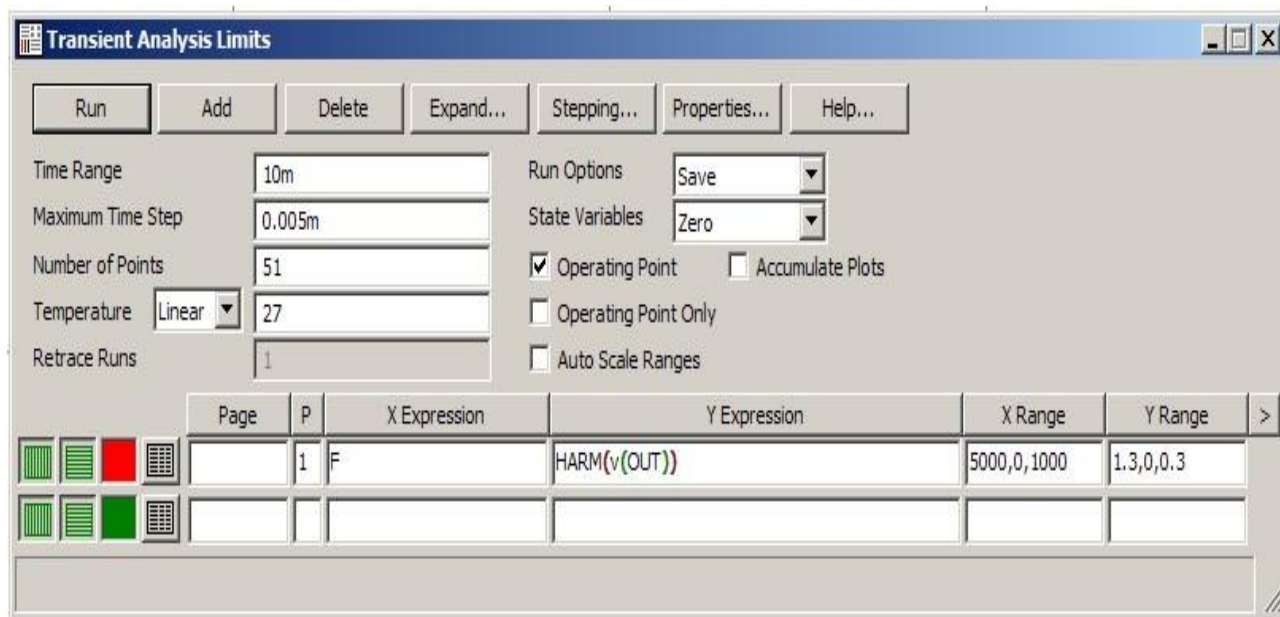 Transient Analysis Limits
Run Add Delete Expand... Stepping... Properties... Help...
Time Range 10m Run Options Save
Maximum Time Step 0.005m State Variables Zero
Number of Points 51 Operating Point Accumulate Plots
Temperature Linear 27 Operating Point Only
Retrace Runs 1 Auto Scale Ranges
Page P X Expression Y Expression X Range Y Range >
1 F HARM(v(OUT)) 5000,0,1000 1.3,0,0.3